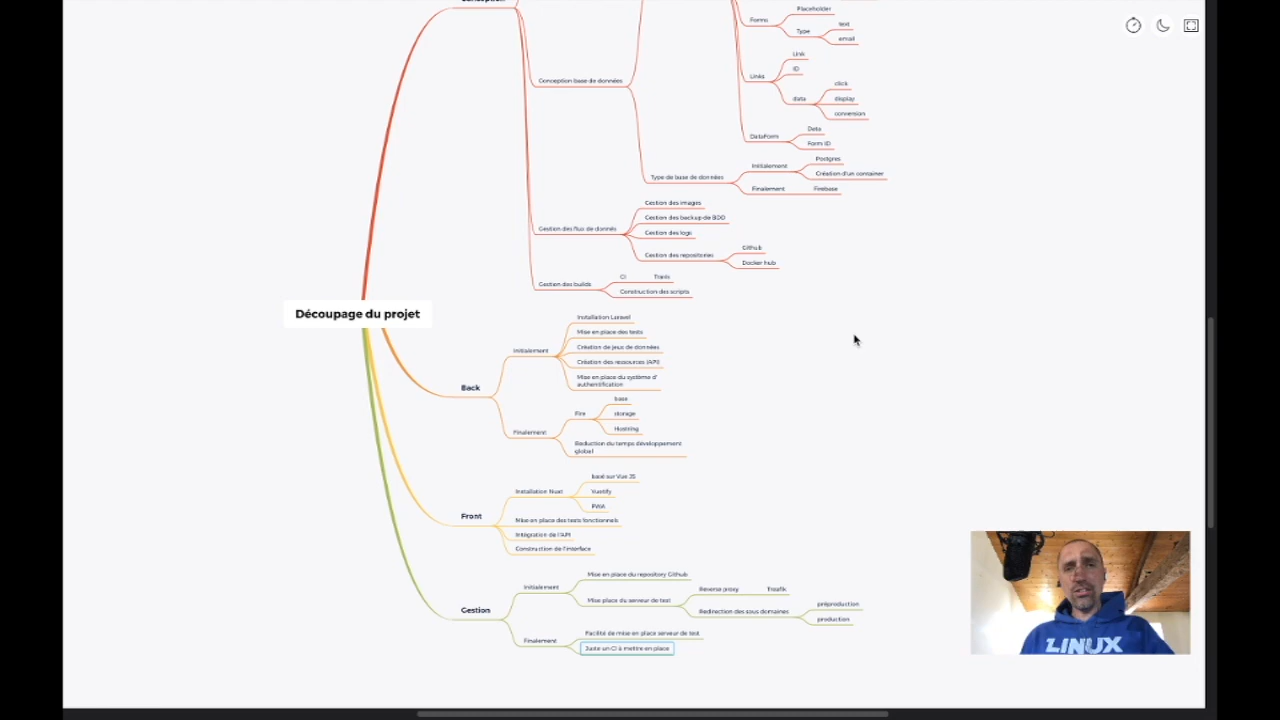 Placeholder
Forms
text
Type
email
Link
ID
Links
click
data
display
conversion
Data
DataForm
Form ID
Conception base de données
Postgres
Initialement
Création d'un container
Type de base de données
Finalement
Firebase
Gestion des images
Gestion des backup de BDD
Gestion des flux de donnés
Gestion des logs
Github
Gestion des repositories
Docker hub
CI
Travis
Gestion des builds
Construction des scripts
Découpage du projet
Installation Laravel
Mise en place des tests
Initialement
Création de jeux de données
Création des ressources (API)
Mise en place du système d'
authentification
Back
base
Fire
storage
Hostring
Finalement
Reduction du temps développement
global
basé sur Vue JS
Installation Nuxt
Vuetify
PWA
Front
Mise en place des tests fonctionnels
Intégration de l'API
Construction de l'interface
Mise en place du repository Github
Initialement
Reverse proxy
Traefik
Mise place du serveur de test
préproduction
Redirection des sous domaines
production
Gestion
Facilité de mise en place serveur de test
Finalement
Juste un CI à mettre en place
LINUX